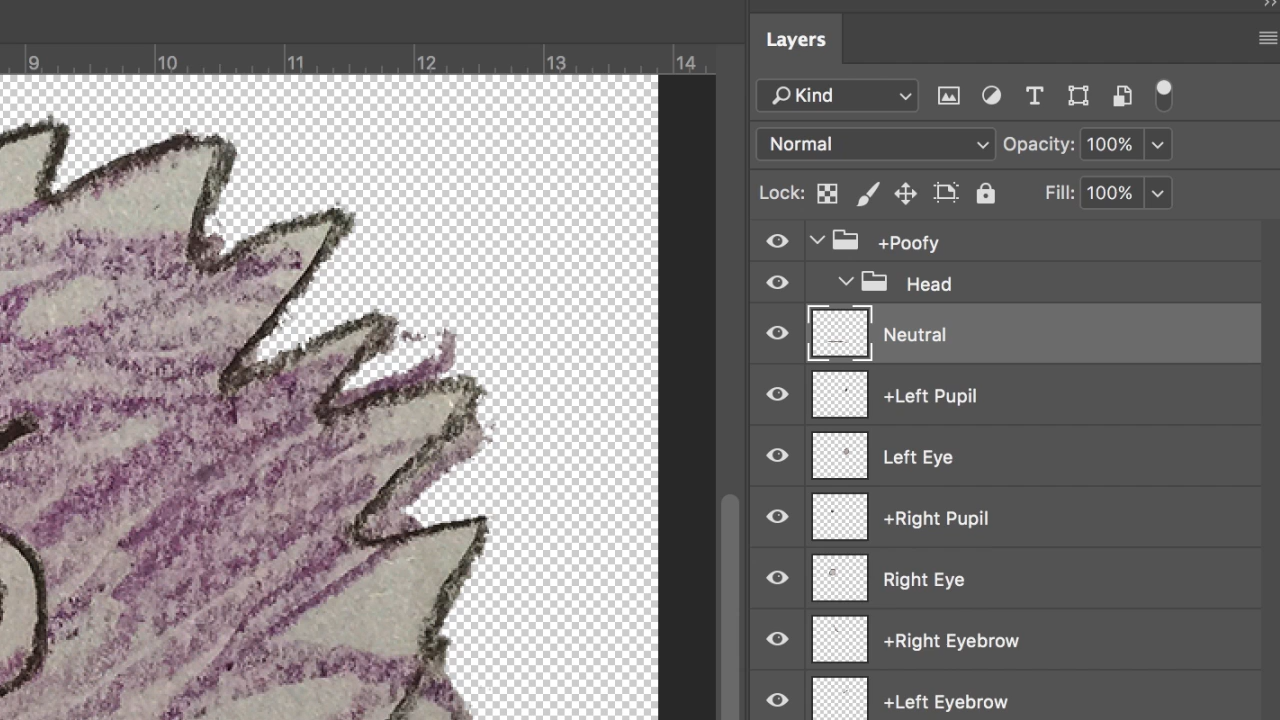 9 10 11 12 13 14
Layers
Kind
Normal Opacity: 100%
Lock: Fill: 100%
+Poofy
Head
Neutral
+Left Pupil
Left Eye
+Right Pupil
Right Eye
+Right Eyebrow
+Left Eyebrow